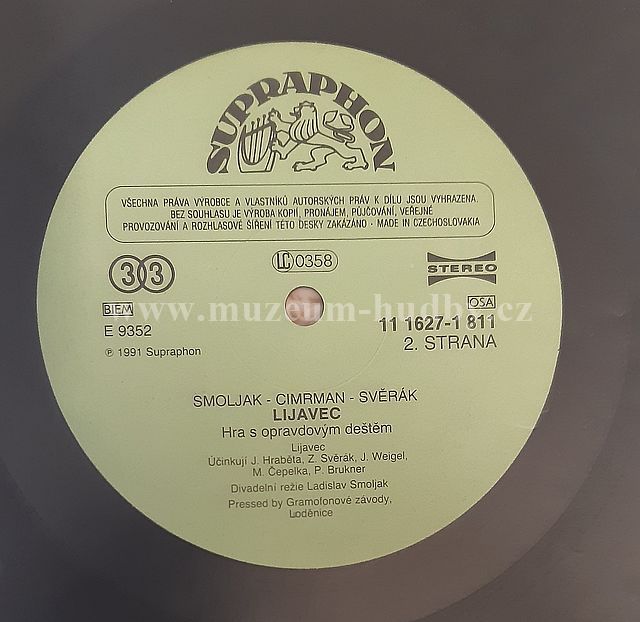 SUPRAPHON
VŠECHNA PRÁVA VÝROBCE A VLASTNÍKŮ AUTORSKÝCH PRÁV K DÍLU JSOU VYHRAZENA.
BEZ SOUHLASU JE VÝROBA KOPIÍ, PRONÁJEM, PŮJČOVÁNÍ, VEŘEJNÉ
PROVOZOVÁNÍ A ROZHLASOVÉ ŠÍŘENÍ TÉTO DESKY ZAKÁZÁNO · MADE IN CZECHOSLOVAKIA
33
LC 0358
STEREO
BIEM
OSA
www.muzeum-hudby.cz
E 9352
11 1627-1 811
2. STRANA
℗ 1991 Supraphon
SMOLJAK - CIMRMAN - SVĚRÁK
LIJAVEC
Hra s opravdovým deštěm
Lijavec
Účinkují J. Hraběta, Z. Svěrák, J. Weigel,
M. Čepelka, P. Brukner
Divadelní režie Ladislav Smoljak
Pressed by Gramofonové závody,
Loděnice